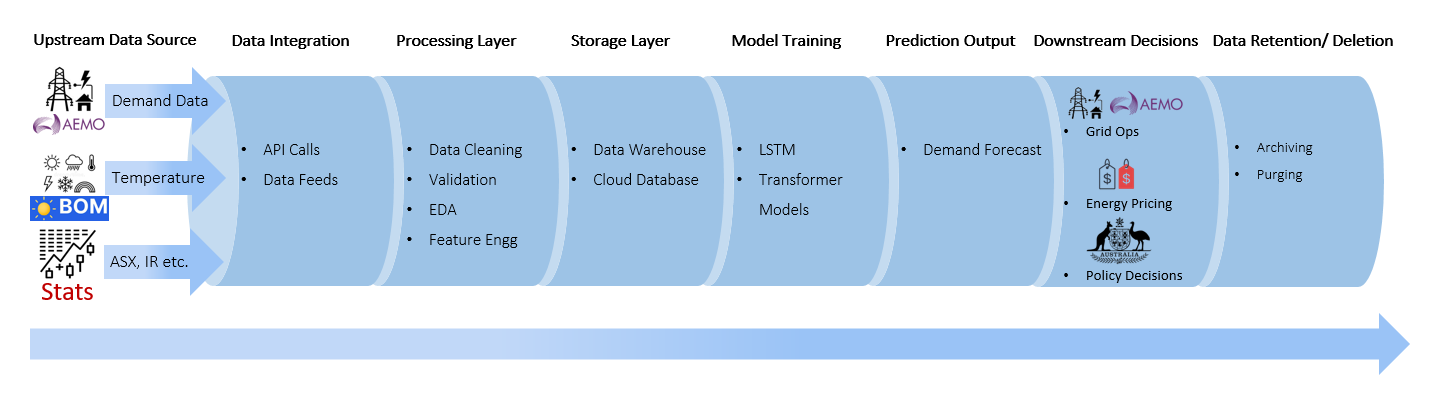 Upstream Data Source
Data Integration
Processing Layer
Storage Layer
Model Training
Prediction Output
Downstream Decisions
Data Retention/ Deletion
Demand Data
AEMO
Temperature
BOM
ASX, IR etc.
Stats
• API Calls
• Data Feeds
• Data Cleaning
• Validation
• EDA
• Feature Engg
• Data Warehouse
• Cloud Database
• LSTM
• Transformer
Models
• Demand Forecast
AEMO
• Grid Ops
$ $
• Energy Pricing
AUSTRALIA
• Policy Decisions
• Archiving
• Purging